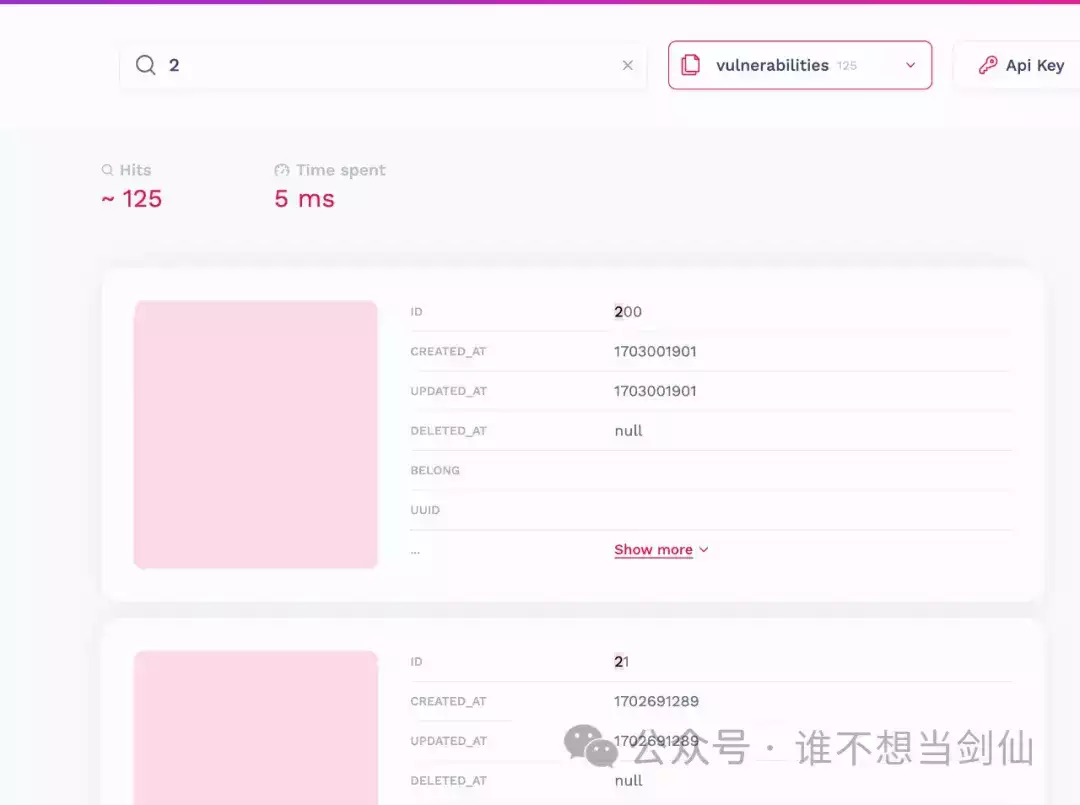 2
vulnerabilities 125
Api Key
Hits
~ 125
Time spent
5 ms
ID 200
CREATED_AT 1703001901
UPDATED_AT 1703001901
DELETED_AT null
BELONG
UUID
... Show more
ID 21
CREATED_AT 1702691289
UPDATED_AT 1702691289
DELETED_AT null
公众号 · 谁不想当剑仙